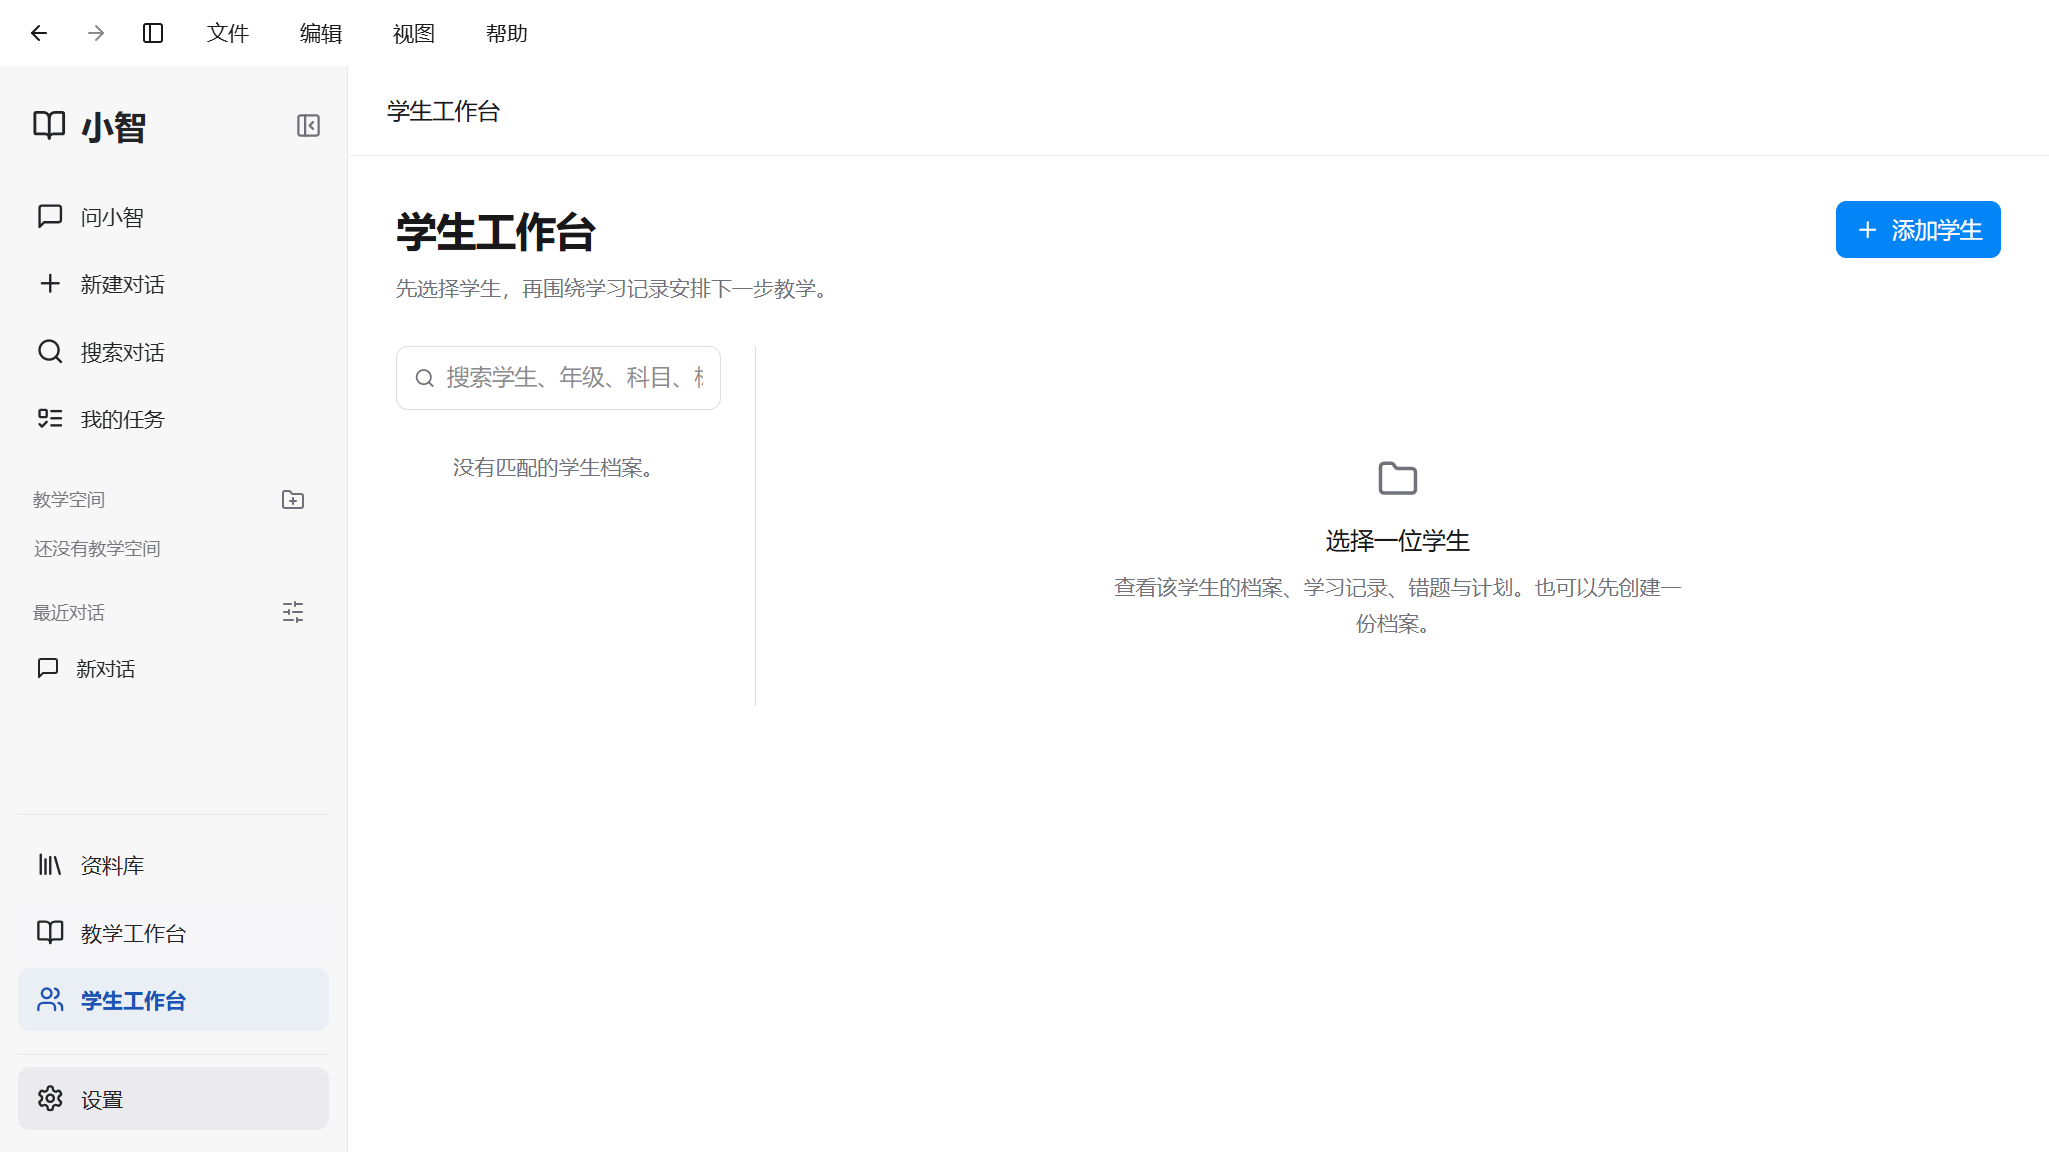 文件 编辑 视图 帮助
小智
问小智
新建对话
搜索对话
我的任务
教学空间
还没有教学空间
最近对话
新对话
资料库
教学工作台
学生工作台
设置
学生工作台
学生工作台
添加学生
先选择学生，再围绕学习记录安排下一步教学。
搜索学生、年级、科目、
没有匹配的学生档案。
选择一位学生
查看该学生的档案、学习记录、错题与计划。也可以先创建一
份档案。